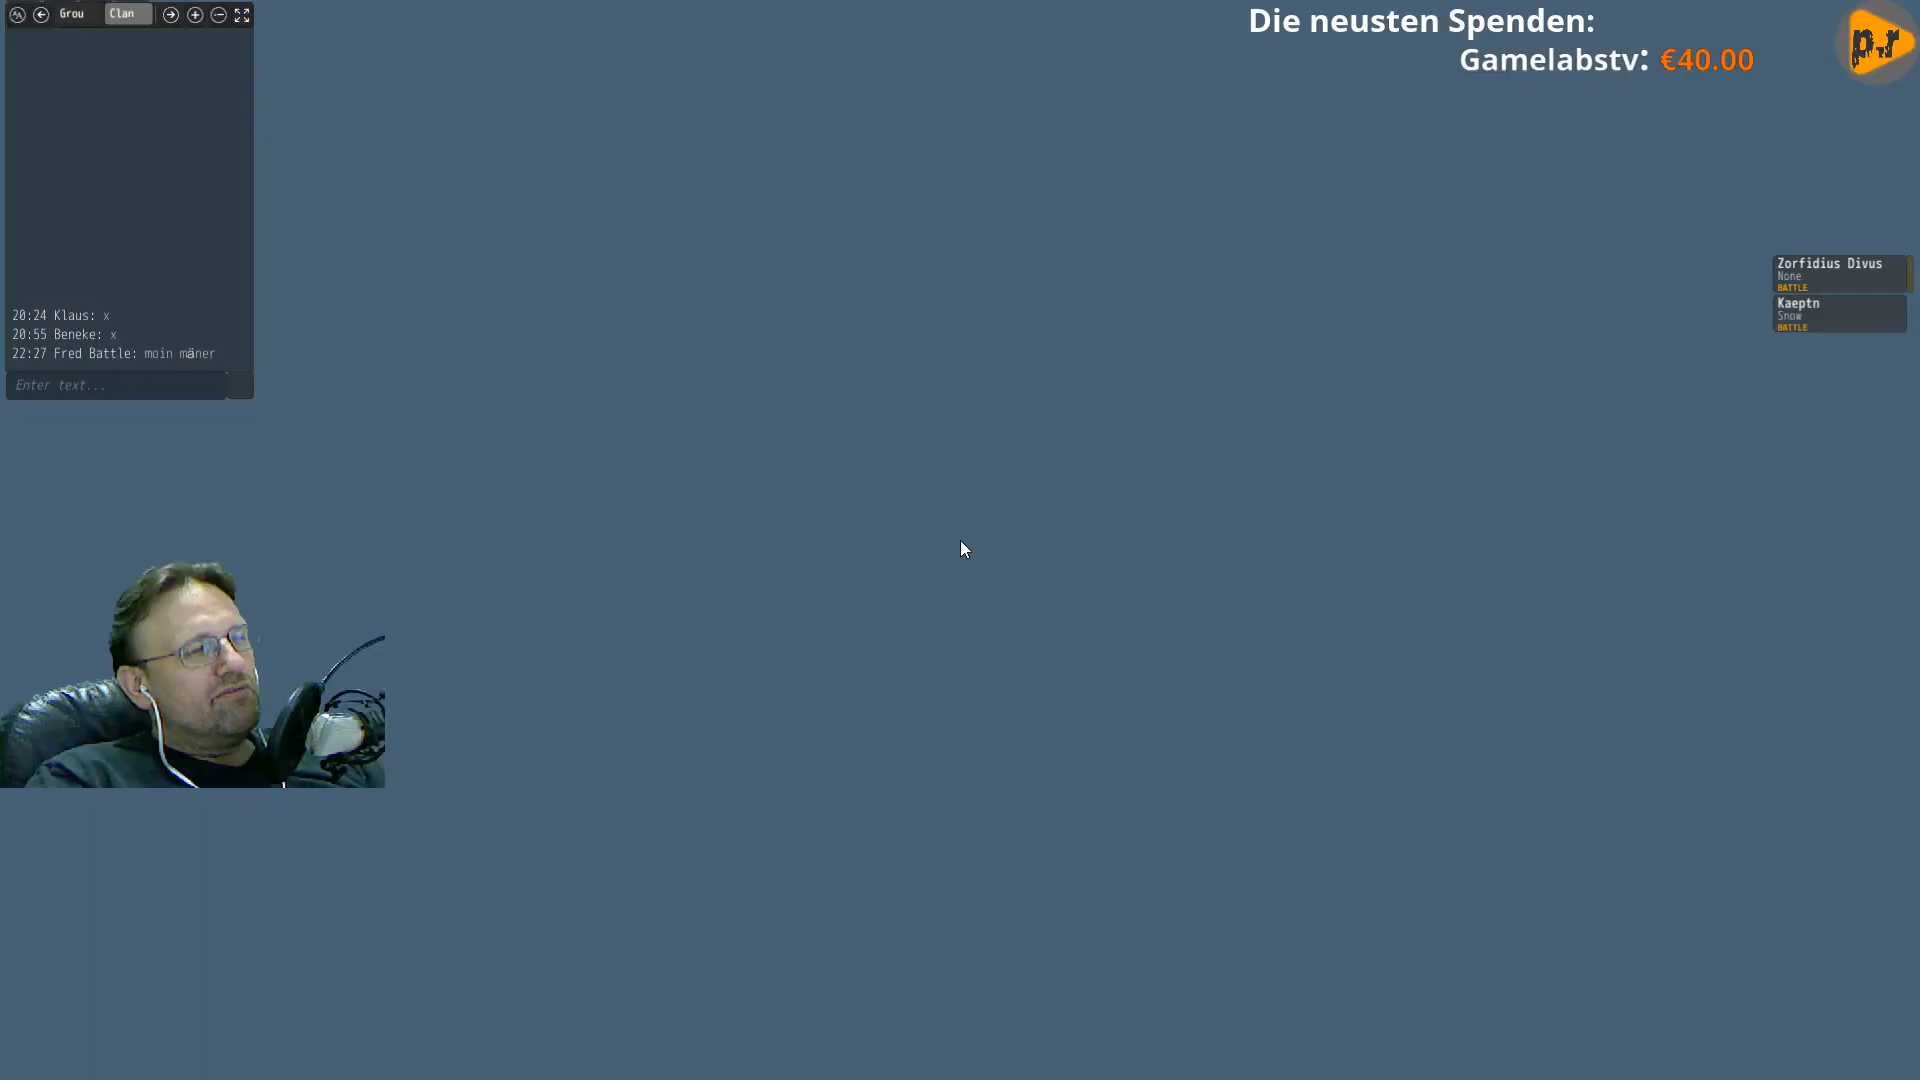 Grou Clan
20:24 Klaus: x
20:55 Beneke: x
22:27 Fred Battle: moin mäner
Enter text...
Die neusten Spenden:
Gamelabstv: €40.00
p.r
Zorfidius Divus
None
BATTLE
Kaeptn
Snow
BATTLE